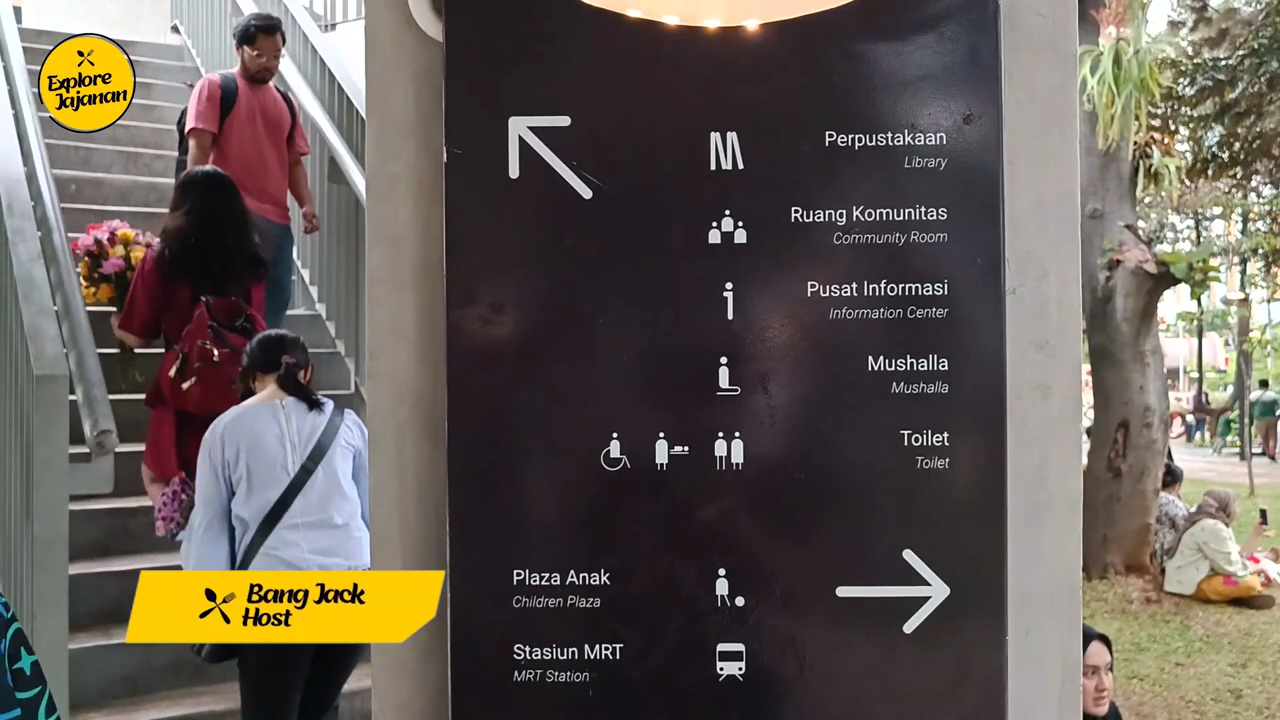 Explore
Jajanan
Perpustakaan
Library
Ruang Komunitas
Community Room
Pusat Informasi
Information Center
Mushalla
Mushalla
Toilet
Toilet
Plaza Anak
Children Plaza
Stasiun MRT
MRT Station
Bang Jack
Host